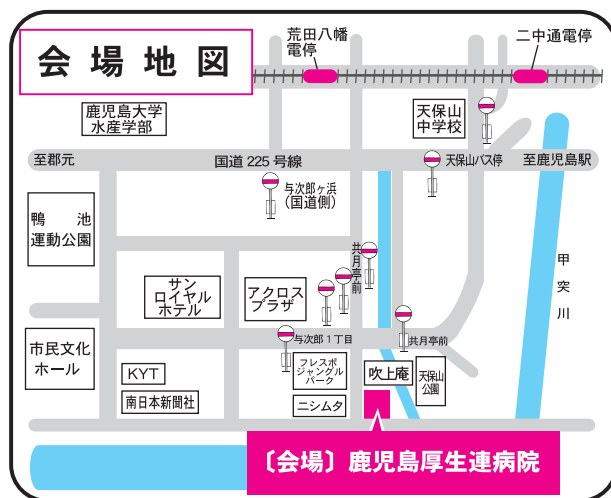 会場地図
荒田八幡
電停
二中通電停
鹿児島大学
水産学部
天保山
中学校
至郡元
国道225号線
天保山バス停
至鹿児島駅
与次郎ヶ浜
（国道側）
鴨池
運動公園
共月亭前
甲突川
サン
ロイヤル
ホテル
アクロス
プラザ
与次郎1丁目
共月亭前
市民文化
ホール
KYT
南日本新聞社
フレスポ
ジャングル
パーク
ニシムタ
吹上庵
天保山
公園
〔会場〕鹿児島厚生連病院